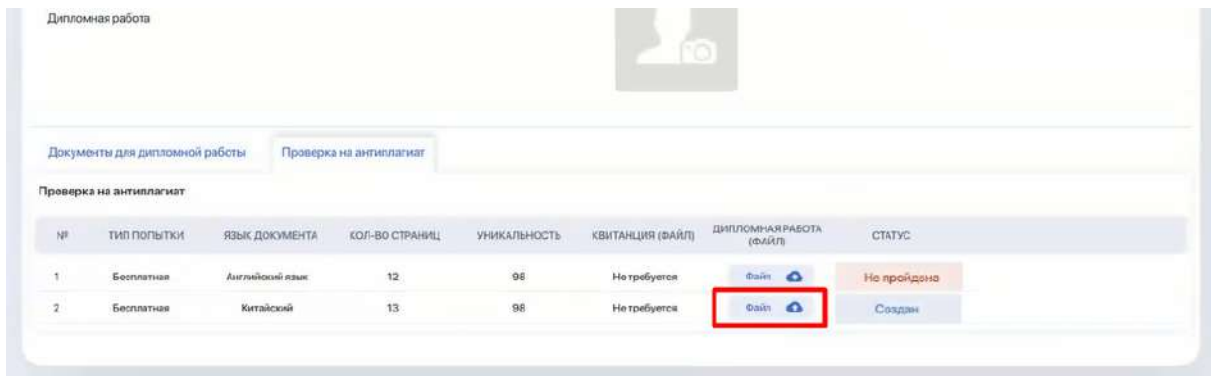 Дипломная работа
Документы для дипломной работы Проверка на антиплагиат
Проверка на антиплагиат
№ ТИП ПОПЫТКИ ЯЗЫК ДОКУМЕНТА КОЛ-ВО СТРАНИЦ УНИКАЛЬНОСТЬ КВИТАНЦИЯ (ФАЙЛ) ДИПЛОМНАЯ РАБОТА (ФАЙЛ) СТАТУС
1 Бесплатная Английский язык 12 98 Не требуется Файл Не пройдена
2 Бесплатная Китайский 13 98 Не требуется Файл Создан